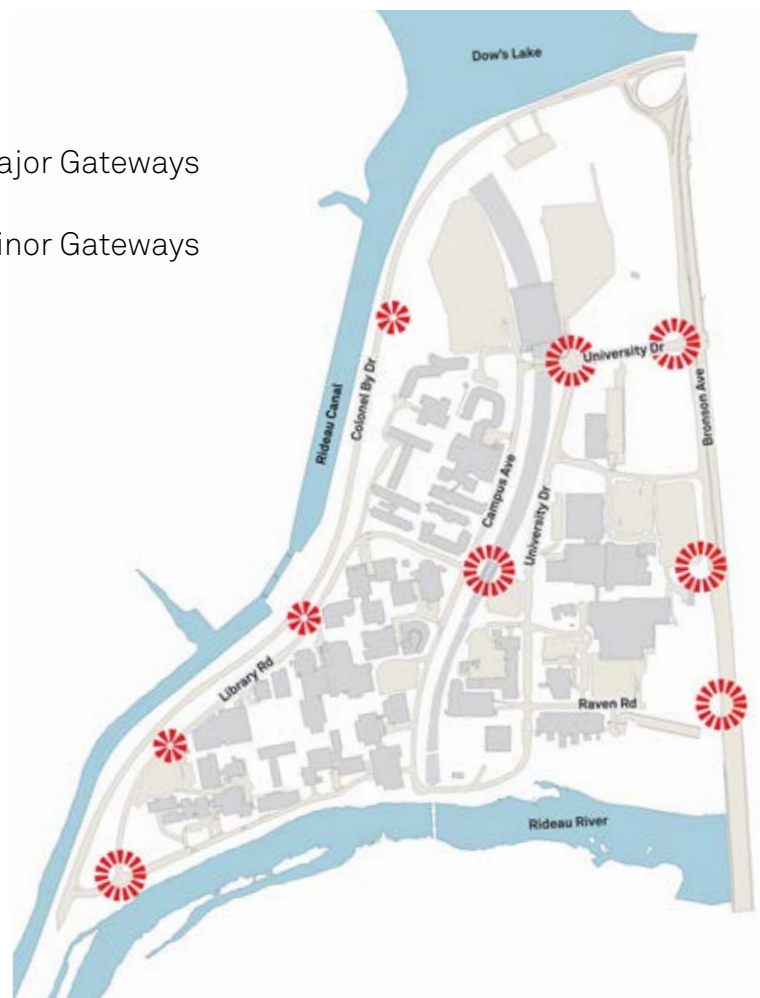 Dow's Lake
ajor Gateways
inor Gateways
University Dr
Colonel By Dr
Rideau Canal
Bronson Ave
Campus Ave
University Dr
Library Rd
Raven Rd
Rideau River